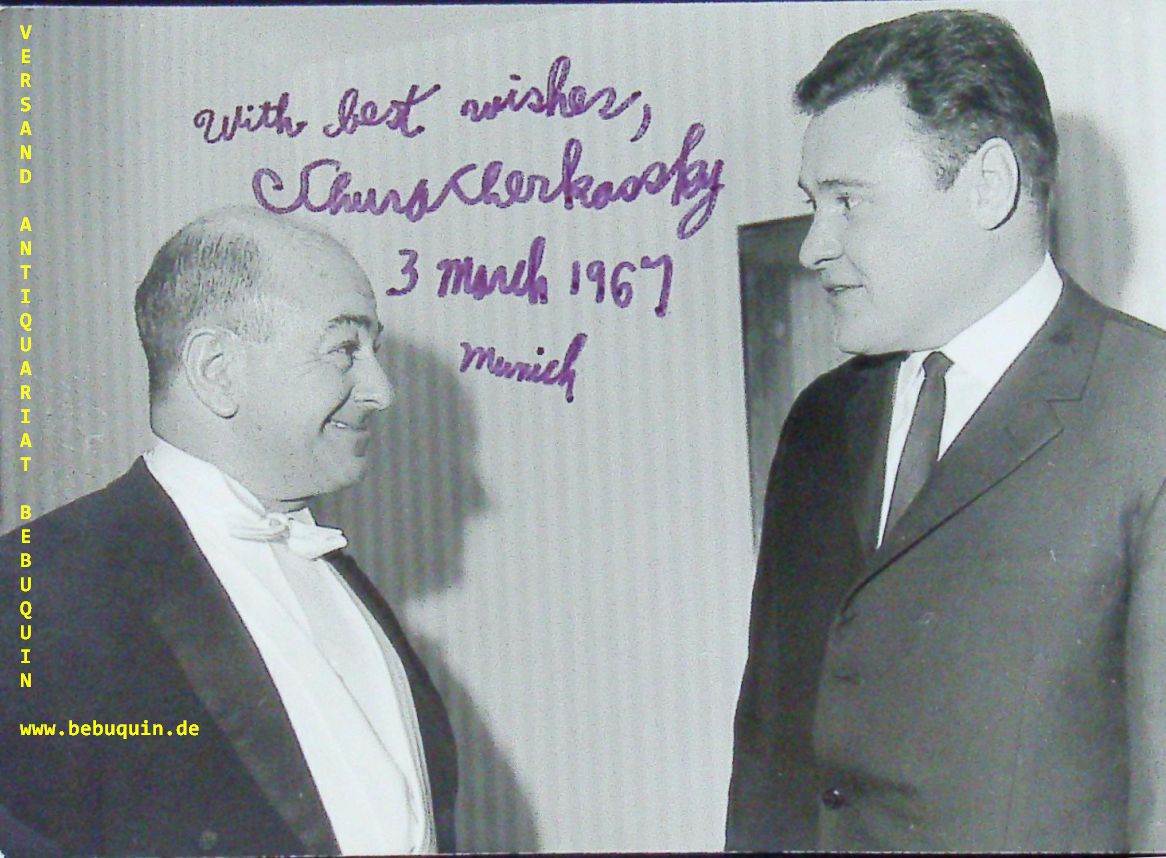 VERSAND ANTIQUARIAT BEBUQUIN
www.bebuquin.de
With best wishes,
Shura Cherkassky
3 March 1967
Munich